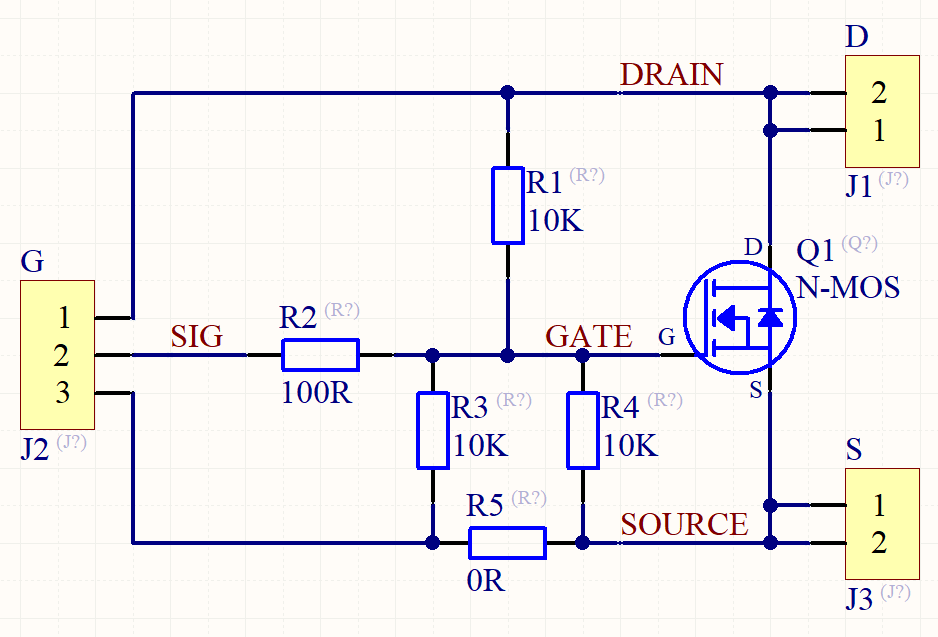 D
DRAIN
2
1
J1 (J?)
R1 (R?)
10K
D
Q1 (Q?)
N-MOS
G
1
2
3
J2 (J?)
SIG
R2 (R?)
100R
GATE
G
S
R3 (R?)
10K
R4 (R?)
10K
R5 (R?)
0R
SOURCE
S
1
2
J3 (J?)